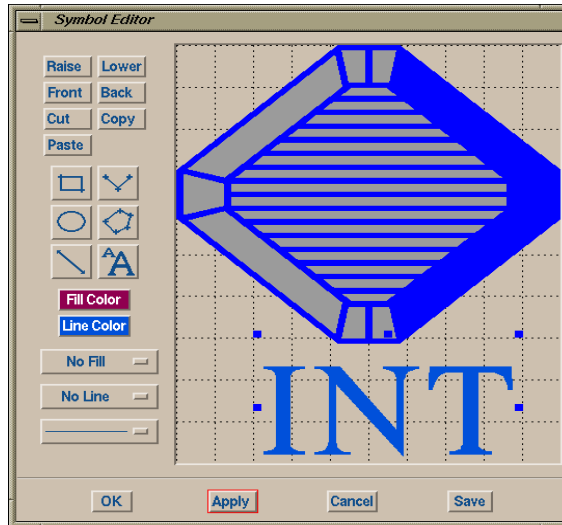 Symbol Editor
Raise Lower
Front Back
Cut Copy
Paste
AA
Fill Color
Line Color
No Fill
No Line
INT
OK Apply Cancel Save